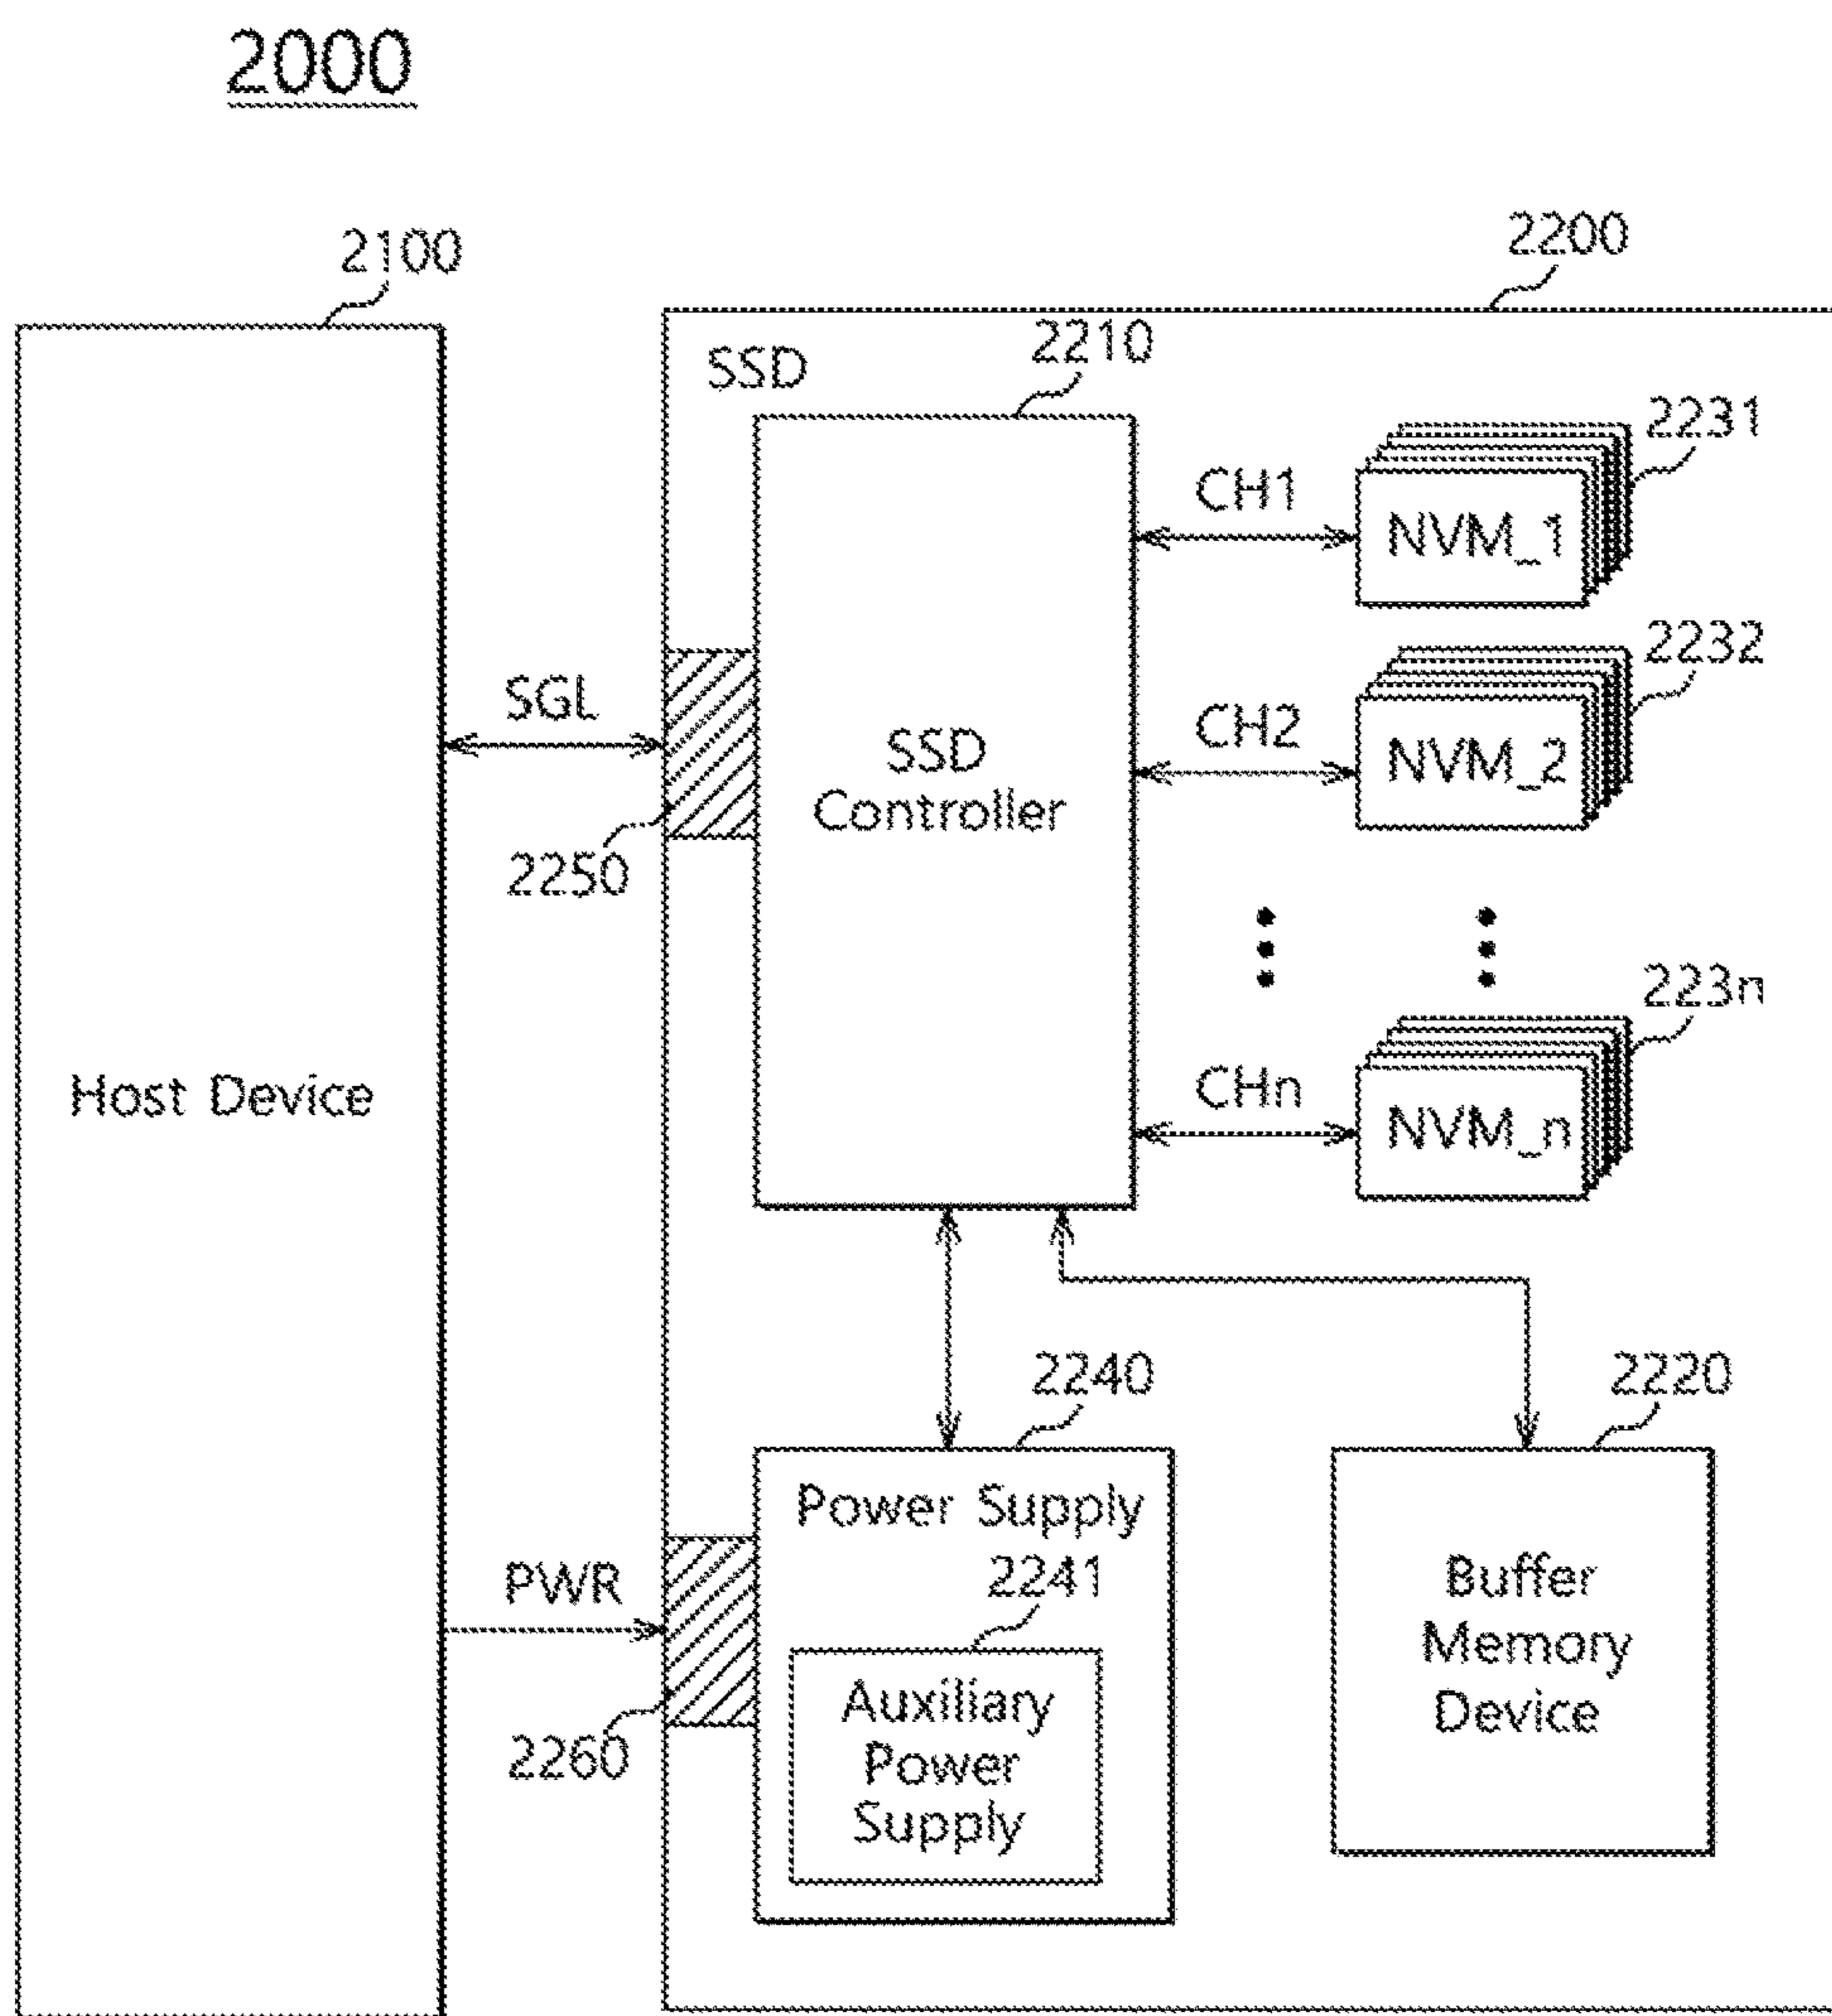 2000
2100
2200
SSD
2210
2231
CH1
NVM_1
2232
SGL
CH2
NVM_2
SSD
Controller
2250
223n
Host Device
CHn
NVM_n
2240
2220
Power Supply
PWR
2241
Buffer
Memory
Device
Auxiliary
Power
Supply
2260